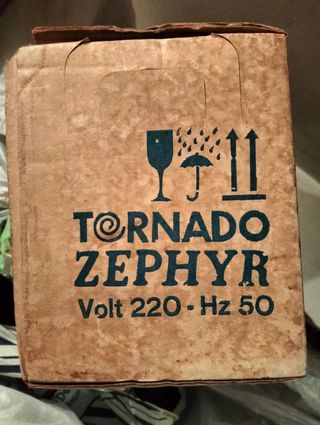 TORNADO
ZEPHYR
Volt 220 - Hz 50